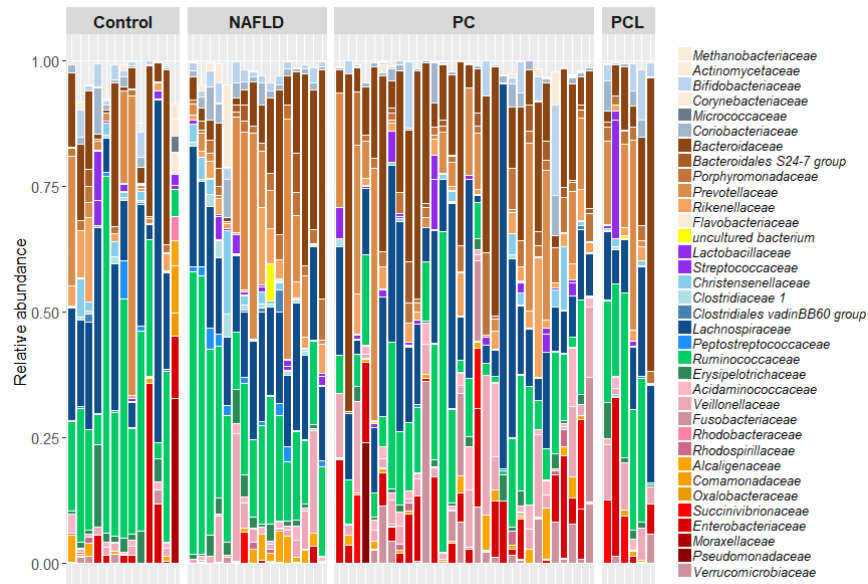 Control NAFLD PC PCL
Relative abundance
1.00
0.75
0.50
0.25
0.00
Methanobacteriaceae
Actinomycetaceae
Bifidobacteriaceae
Corynebacteriaceae
Micrococcaceae
Coriobacteriaceae
Bacteroidaceae
Bacteroidales S24-7 group
Porphyromonadaceae
Prevotellaceae
Rikenellaceae
Flavobacteriaceae
uncultured bacterium
Lactobacillaceae
Streptococcaceae
Christensenellaceae
Clostridiaceae 1
Clostridiales vadinBB60 group
Lachnospiraceae
Peptostreptococcaceae
Ruminococcaceae
Erysipelotrichaceae
Acidaminococcaceae
Veillonellaceae
Fusobacteriaceae
Rhodobacteraceae
Rhodospirillaceae
Alcaligenaceae
Comamonadaceae
Oxalobacteraceae
Succinivibrionaceae
Enterobacteriaceae
Moraxellaceae
Pseudomonadaceae
Verrucomicrobiaceae